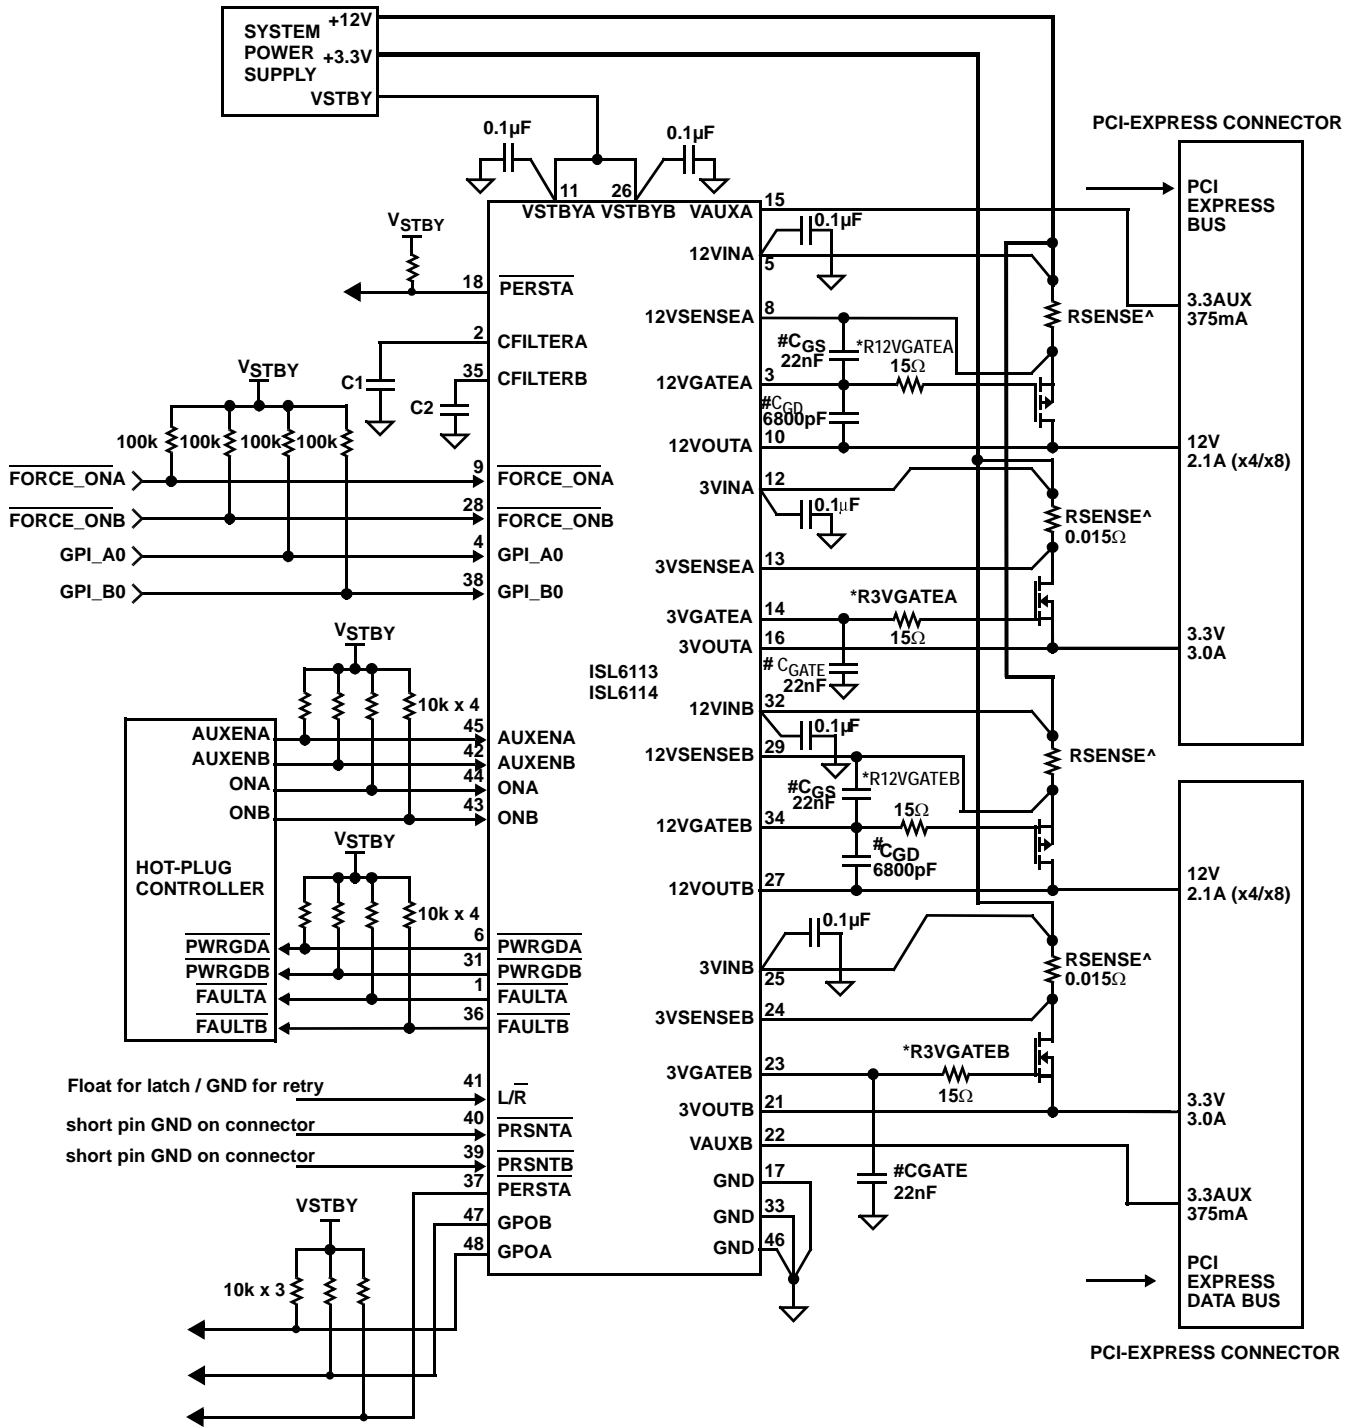 SYSTEM
POWER
SUPPLY
+12V
+3.3V
VSTBY
0.1µF
0.1µF
11
26
VSTBYA
VSTBYB
PCI-EXPRESS CONNECTOR
PCI
EXPRESS
BUS
3.3AUX
375mA
12V
2.1A (x4/x8)
3.3V
3.0A
VSTBY
18
PERSTA
2
CFILTERA
C1
35
CFILTERB
C2
VSTBY
100k
100k
100k
100k
FORCE_ONA
9
FORCE_ONA
FORCE_ONB
28
FORCE_ONB
GPI_A0
4
GPI_A0
GPI_B0
38
GPI_B0
VSTBY
10k x 4
HOT-PLUG
CONTROLLER
AUXENA
45
AUXENA
AUXENB
42
AUXENB
ONA
44
ONA
ONB
43
ONB
VSTBY
10k x 4
PWRGDA
6
PWRGDA
PWRGDB
31
PWRGDB
FAULTA
1
FAULTA
FAULTB
36
FAULTB
Float for latch / GND for retry
41
L/R
short pin GND on connector
40
PRSNTA
short pin GND on connector
39
PRSNTB
37
PERSTA
47
GPOB
48
GPOA
VSTBY
10k x 3
ISL6113
ISL6114
VAUXA
15
12VINA
5
0.1µF
RSENSE^
12VSENSEA
8
#CGS
22nF
*R12VGATEA
15Ω
12VGATEA
3
#CGD
6800pF
12VOUTA
10
3VINA
12
0.1µF
RSENSE^
0.015Ω
3VSENSEA
13
*R3VGATEA
15Ω
3VGATEA
14
3VOUTA
16
# CGATE
22nF
12VINB
32
0.1µF
RSENSE^
12VSENSEB
29
#CGS
22nF
*R12VGATEB
15Ω
12VGATEB
34
#CGD
6800pF
12VOUTB
27
0.1µF
3VINB
25
RSENSE^
0.015Ω
3VSENSEB
24
*R3VGATEB
15Ω
3VGATEB
23
3VOUTB
21
VAUXB
22
#CGATE
22nF
GND
17
GND
33
GND
46
12V
2.1A (x4/x8)
3.3V
3.0A
3.3AUX
375mA
PCI
EXPRESS
DATA BUS
PCI-EXPRESS CONNECTOR